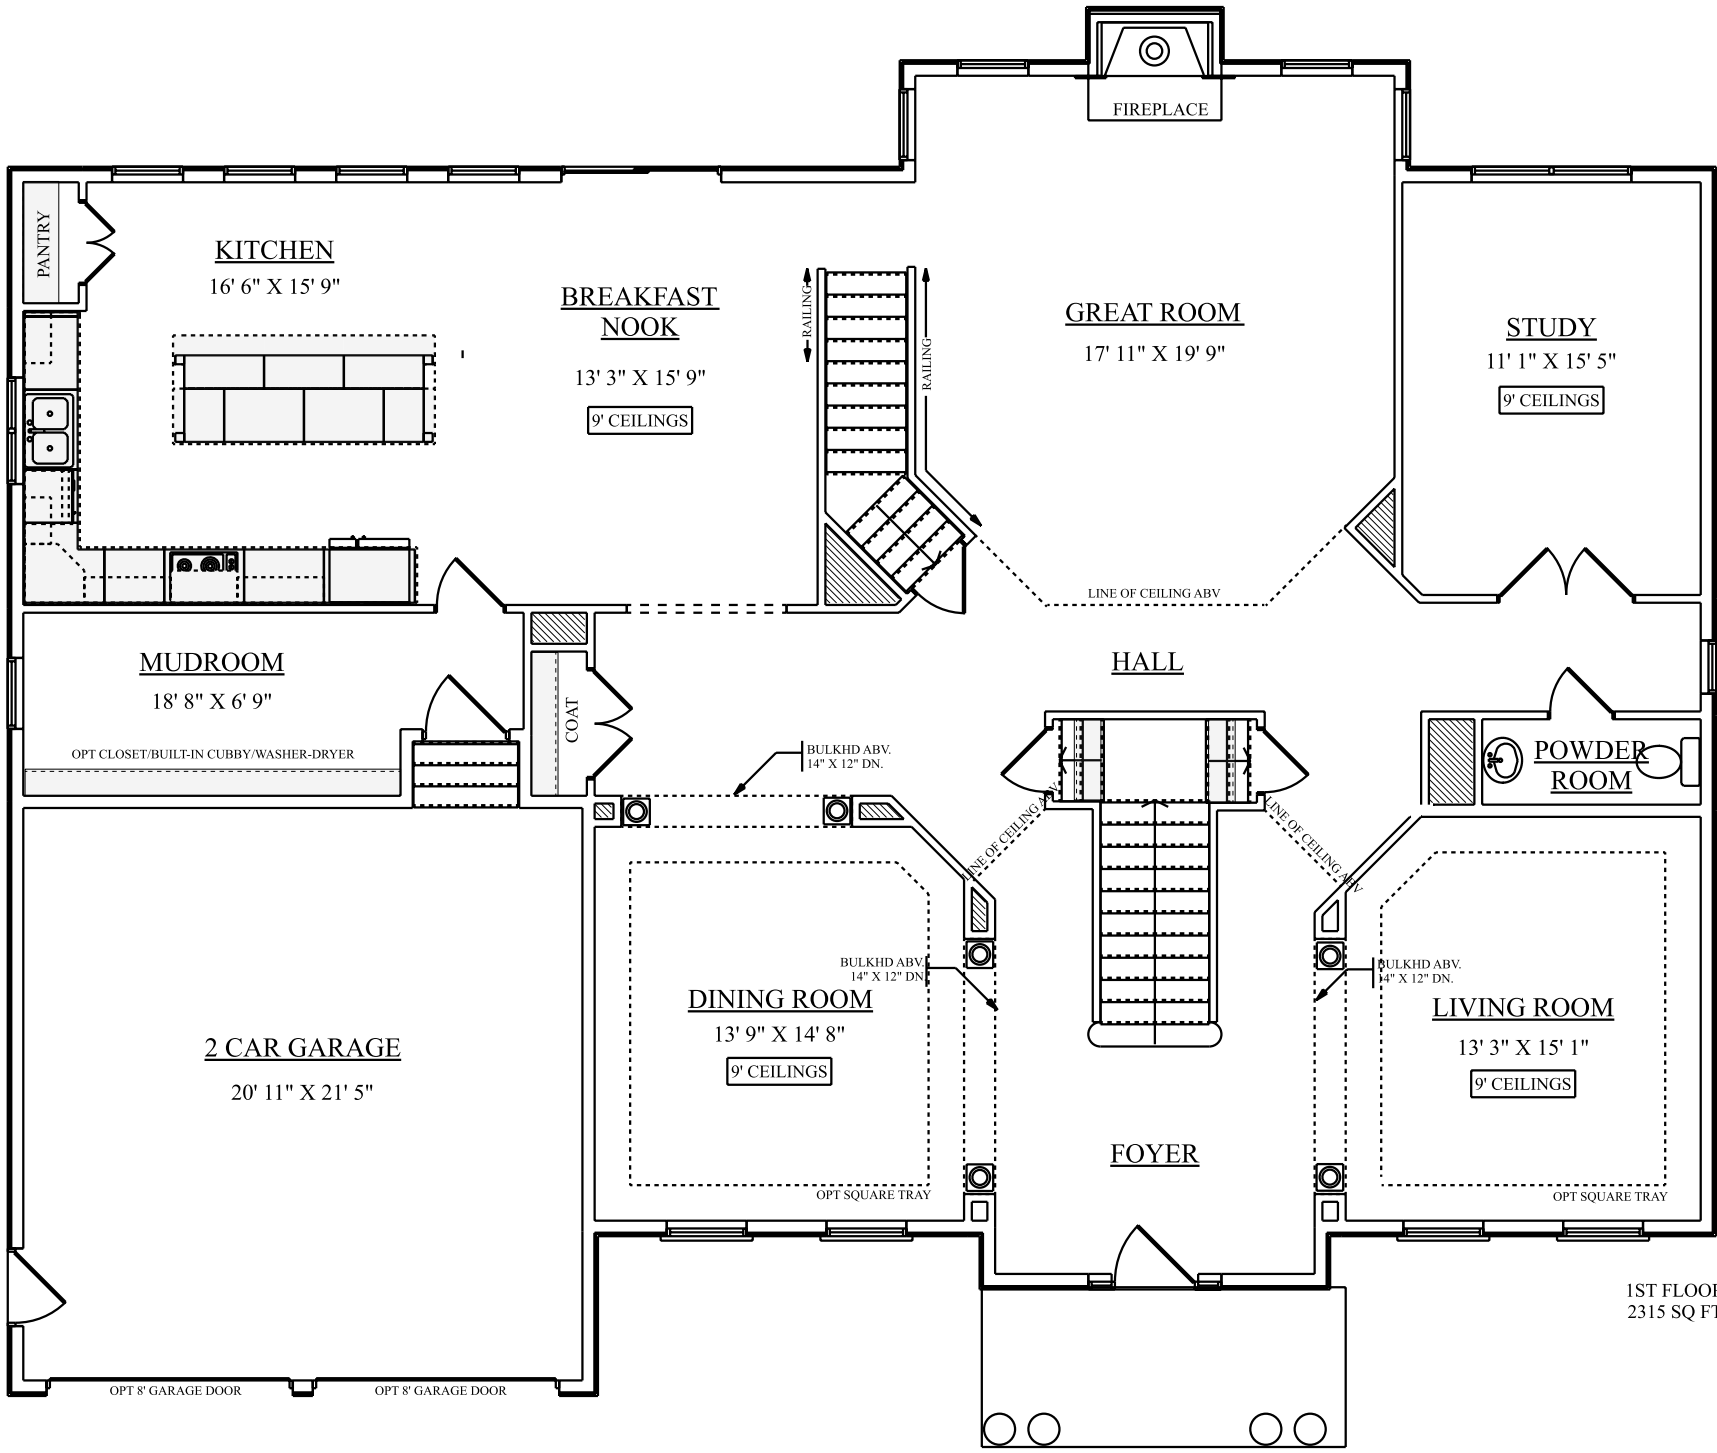 FIREPLACE
PANTRY
KITCHEN
16' 6" X 15' 9"
BREAKFAST
NOOK
13' 3" X 15' 9"
9' CEILINGS
RAILING
RAILING
GREAT ROOM
17' 11" X 19' 9"
STUDY
11' 1" X 15' 5"
9' CEILINGS
LINE OF CEILING ABV
MUDROOM
18' 8" X 6' 9"
OPT CLOSET/BUILT-IN CUBBY/WASHER-DRYER
COAT
HALL
BULKHD ABV.
14" X 12" DN.
POWDER
ROOM
LINE OF CEILING ABV
LINE OF CEILING ABV
BULKHD ABV.
14" X 12" DN.
BULKHD ABV.
14" X 12" DN.
DINING ROOM
13' 9" X 14' 8"
9' CEILINGS
LIVING ROOM
13' 3" X 15' 1"
9' CEILINGS
2 CAR GARAGE
20' 11" X 21' 5"
FOYER
OPT SQUARE TRAY
OPT SQUARE TRAY
1ST FLOOR
2315 SQ FT
OPT 8' GARAGE DOOR
OPT 8' GARAGE DOOR